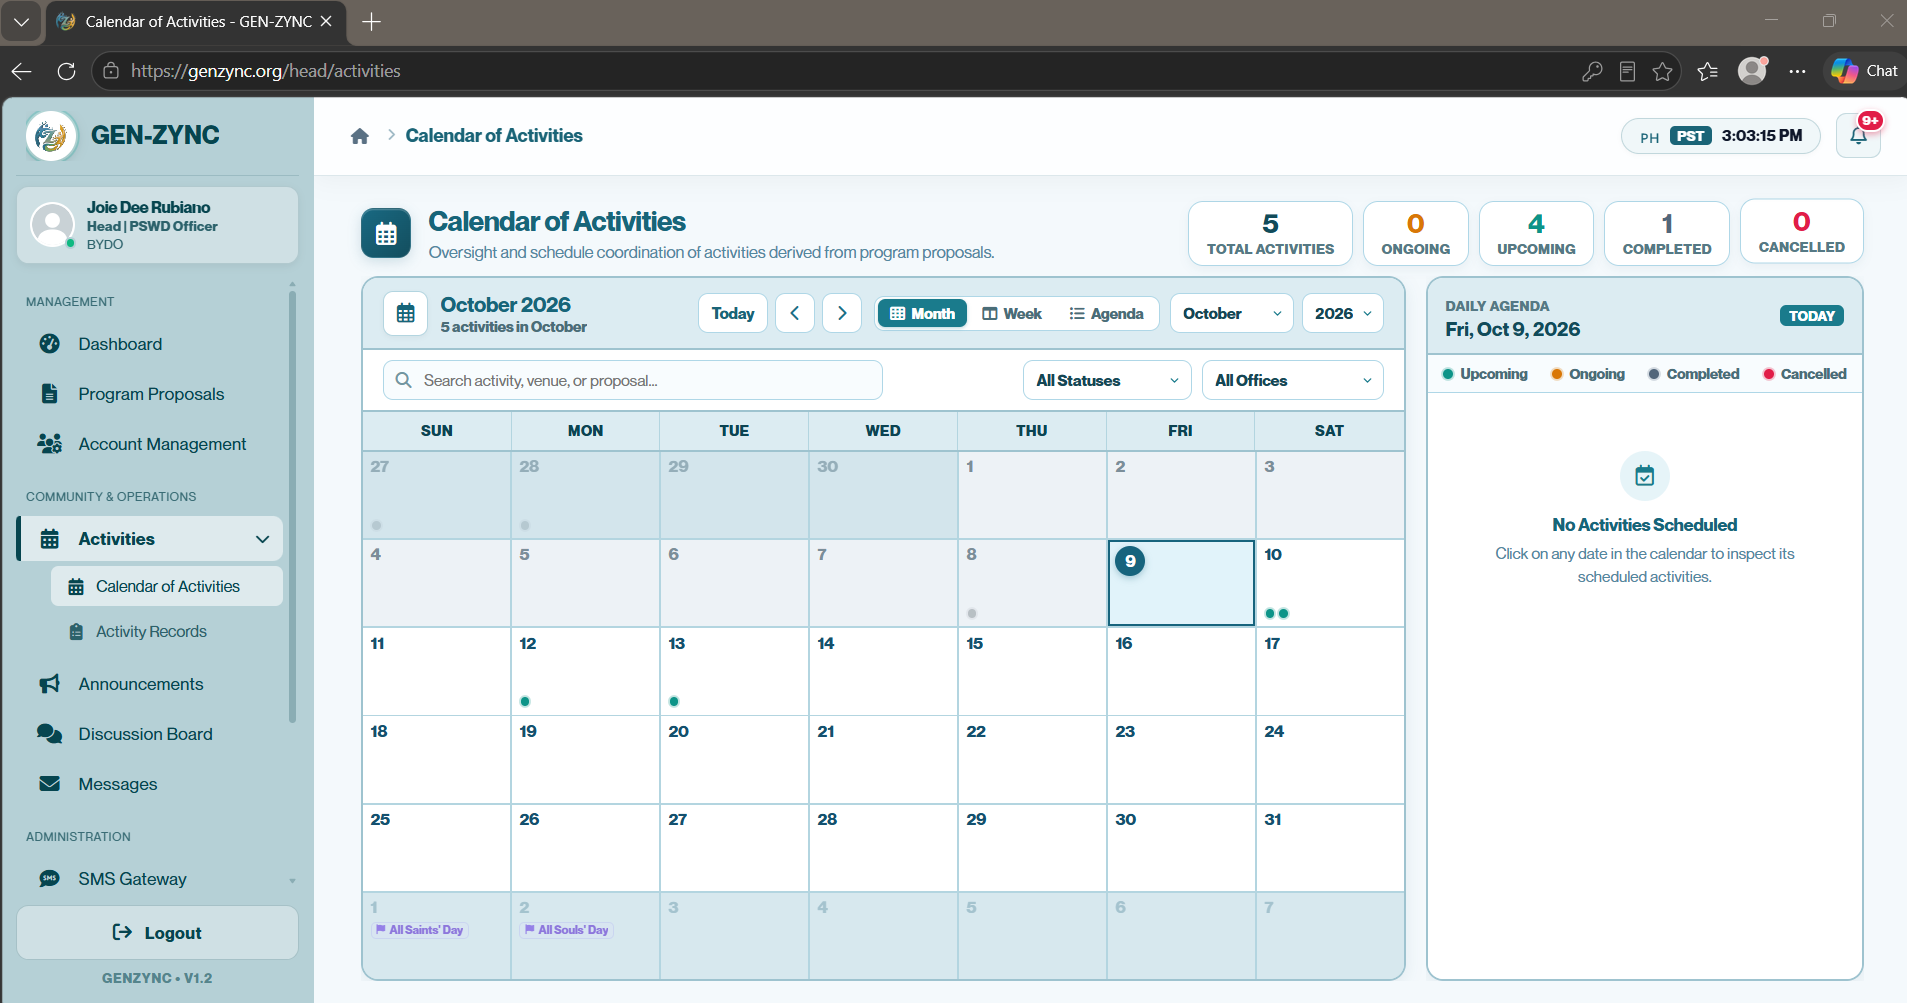 Calendar of Activities - GEN-ZYNC
https://genzync.org/head/activities
Chat
GEN-ZYNC
Calendar of Activities
PH PST 3:03:15 PM
9+
Joie Dee Rubiano
Head | PSWD Officer
BYDO
MANAGEMENT
Dashboard
Program Proposals
Account Management
COMMUNITY & OPERATIONS
Activities
Calendar of Activities
Activity Records
Announcements
Discussion Board
Messages
ADMINISTRATION
SMS
SMS Gateway
Logout
GENZYNC • V1.2
Calendar of Activities
Oversight and schedule coordination of activities derived from program proposals.
5
TOTAL ACTIVITIES
0
ONGOING
4
UPCOMING
1
COMPLETED
0
CANCELLED
October 2026
5 activities in October
Today
Month
Week
Agenda
October
2026
Search activity, venue, or proposal...
All Statuses
All Offices
SUN MON TUE WED THU FRI SAT
27 28 29 30 1 2 3
4 5 6 7 8 9 10
11 12 13 14 15 16 17
18 19 20 21 22 23 24
25 26 27 28 29 30 31
1 2 3 4 5 6 7
All Saints' Day
All Souls' Day
DAILY AGENDA
Fri, Oct 9, 2026
TODAY
Upcoming Ongoing Completed Cancelled
No Activities Scheduled
Click on any date in the calendar to inspect its
scheduled activities.